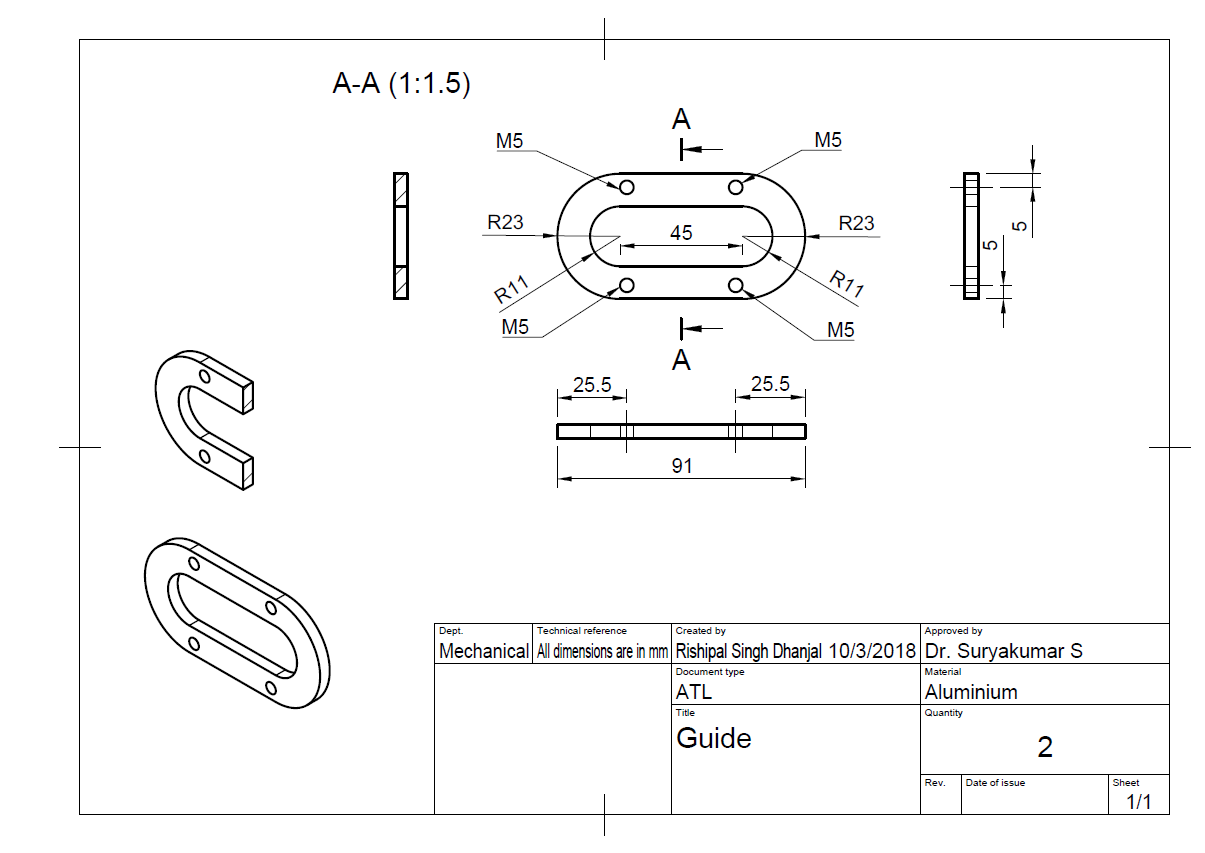 A-A (1:1.5)
A
M5
M5
R23
45
R23
R11
R11
M5
M5
A
5
5
25.5
25.5
91
Dept.
Mechanical
Technical reference
All dimensions are in mm
Created by
Rishipal Singh Dhanjal 10/3/2018
Approved by
Dr. Suryakumar S
Document type
ATL
Material
Aluminium
Title
Guide
Quantity
2
Rev.
Date of issue
Sheet
1/1